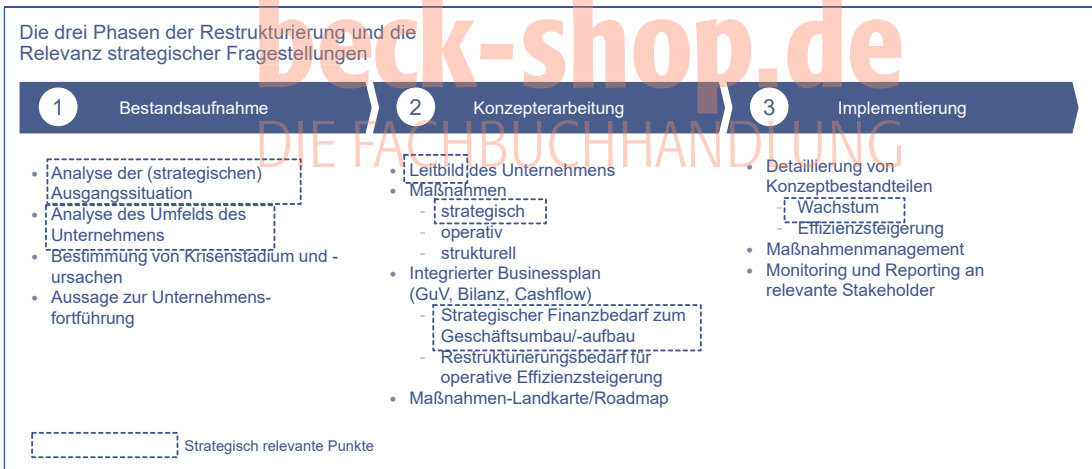 beck-shop.de
DIE FACHBUCHHANDLUNG
Die drei Phasen der Restrukturierung und die
Relevanz strategischer Fragestellungen
1 Bestandsaufnahme
• Analyse der (strategischen)
Ausgangssituation
• Analyse des Umfelds des
Unternehmens
• Bestimmung von Krisenstadium und -
ursachen
• Aussage zur Unternehmens-
fortführung
2 Konzepterarbeitung
• Leitbild des Unternehmens
• Maßnahmen
- strategisch
- operativ
- strukturell
• Integrierter Businessplan
(GuV, Bilanz, Cashflow)
- Strategischer Finanzbedarf zum
Geschäftsumbau/-aufbau
- Restrukturierungsbedarf für
operative Effizienzsteigerung
• Maßnahmen-Landkarte/Roadmap
3 Implementierung
• Detaillierung von
Konzeptbestandteilen
- Wachstum
- Effizienzsteigerung
• Maßnahmenmanagement
• Monitoring und Reporting an
relevante Stakeholder
Strategisch relevante Punkte